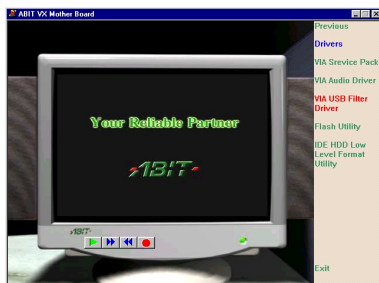 ABIT VX Mother Board
Previous
Drivers
VIA Srevice Pack
VIA Audio Driver
VIA USB Filter
Driver
Flash Utility
IDE HDD Low
Level Format
Utility
Exit
Your Reliable Partner
ABIT
ABIT